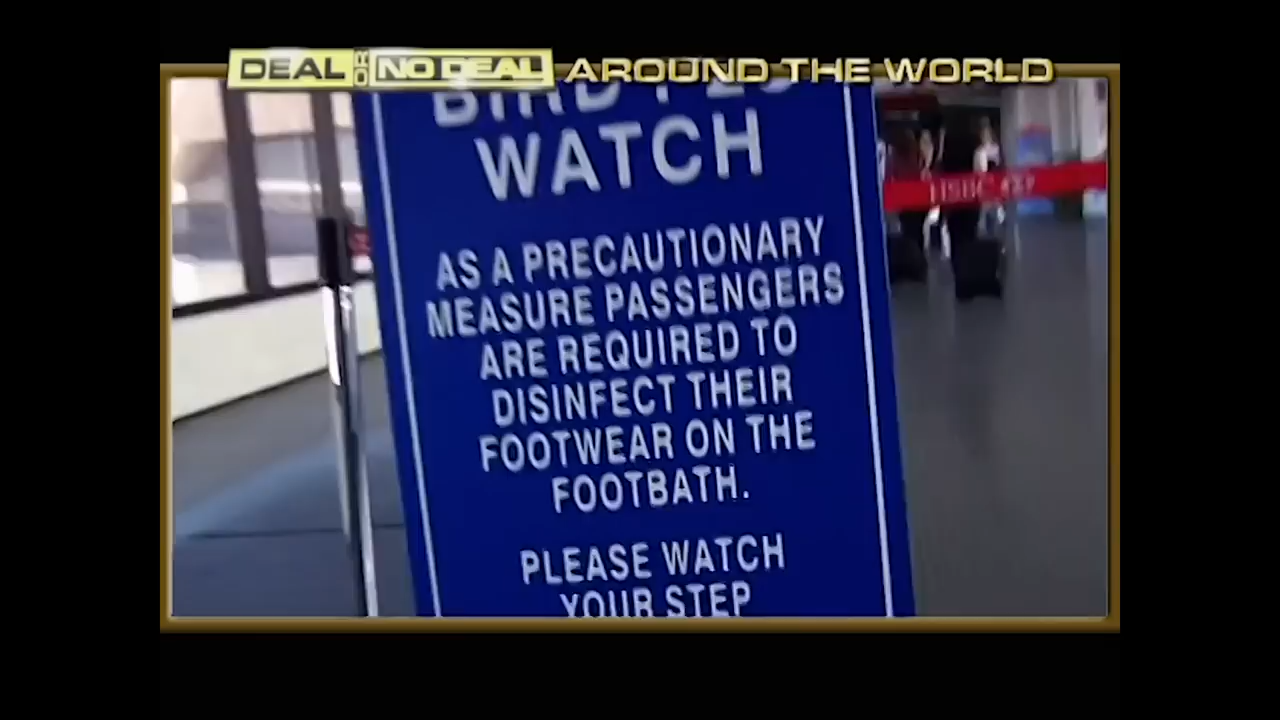 DEAL OR NO DEAL AROUND THE WORLD
BIRD FLU
WATCH
HSBC
AS A PRECAUTIONARY
MEASURE PASSENGERS
ARE REQUIRED TO
DISINFECT THEIR
FOOTWEAR ON THE
FOOTBATH.
PLEASE WATCH
YOUR STEP